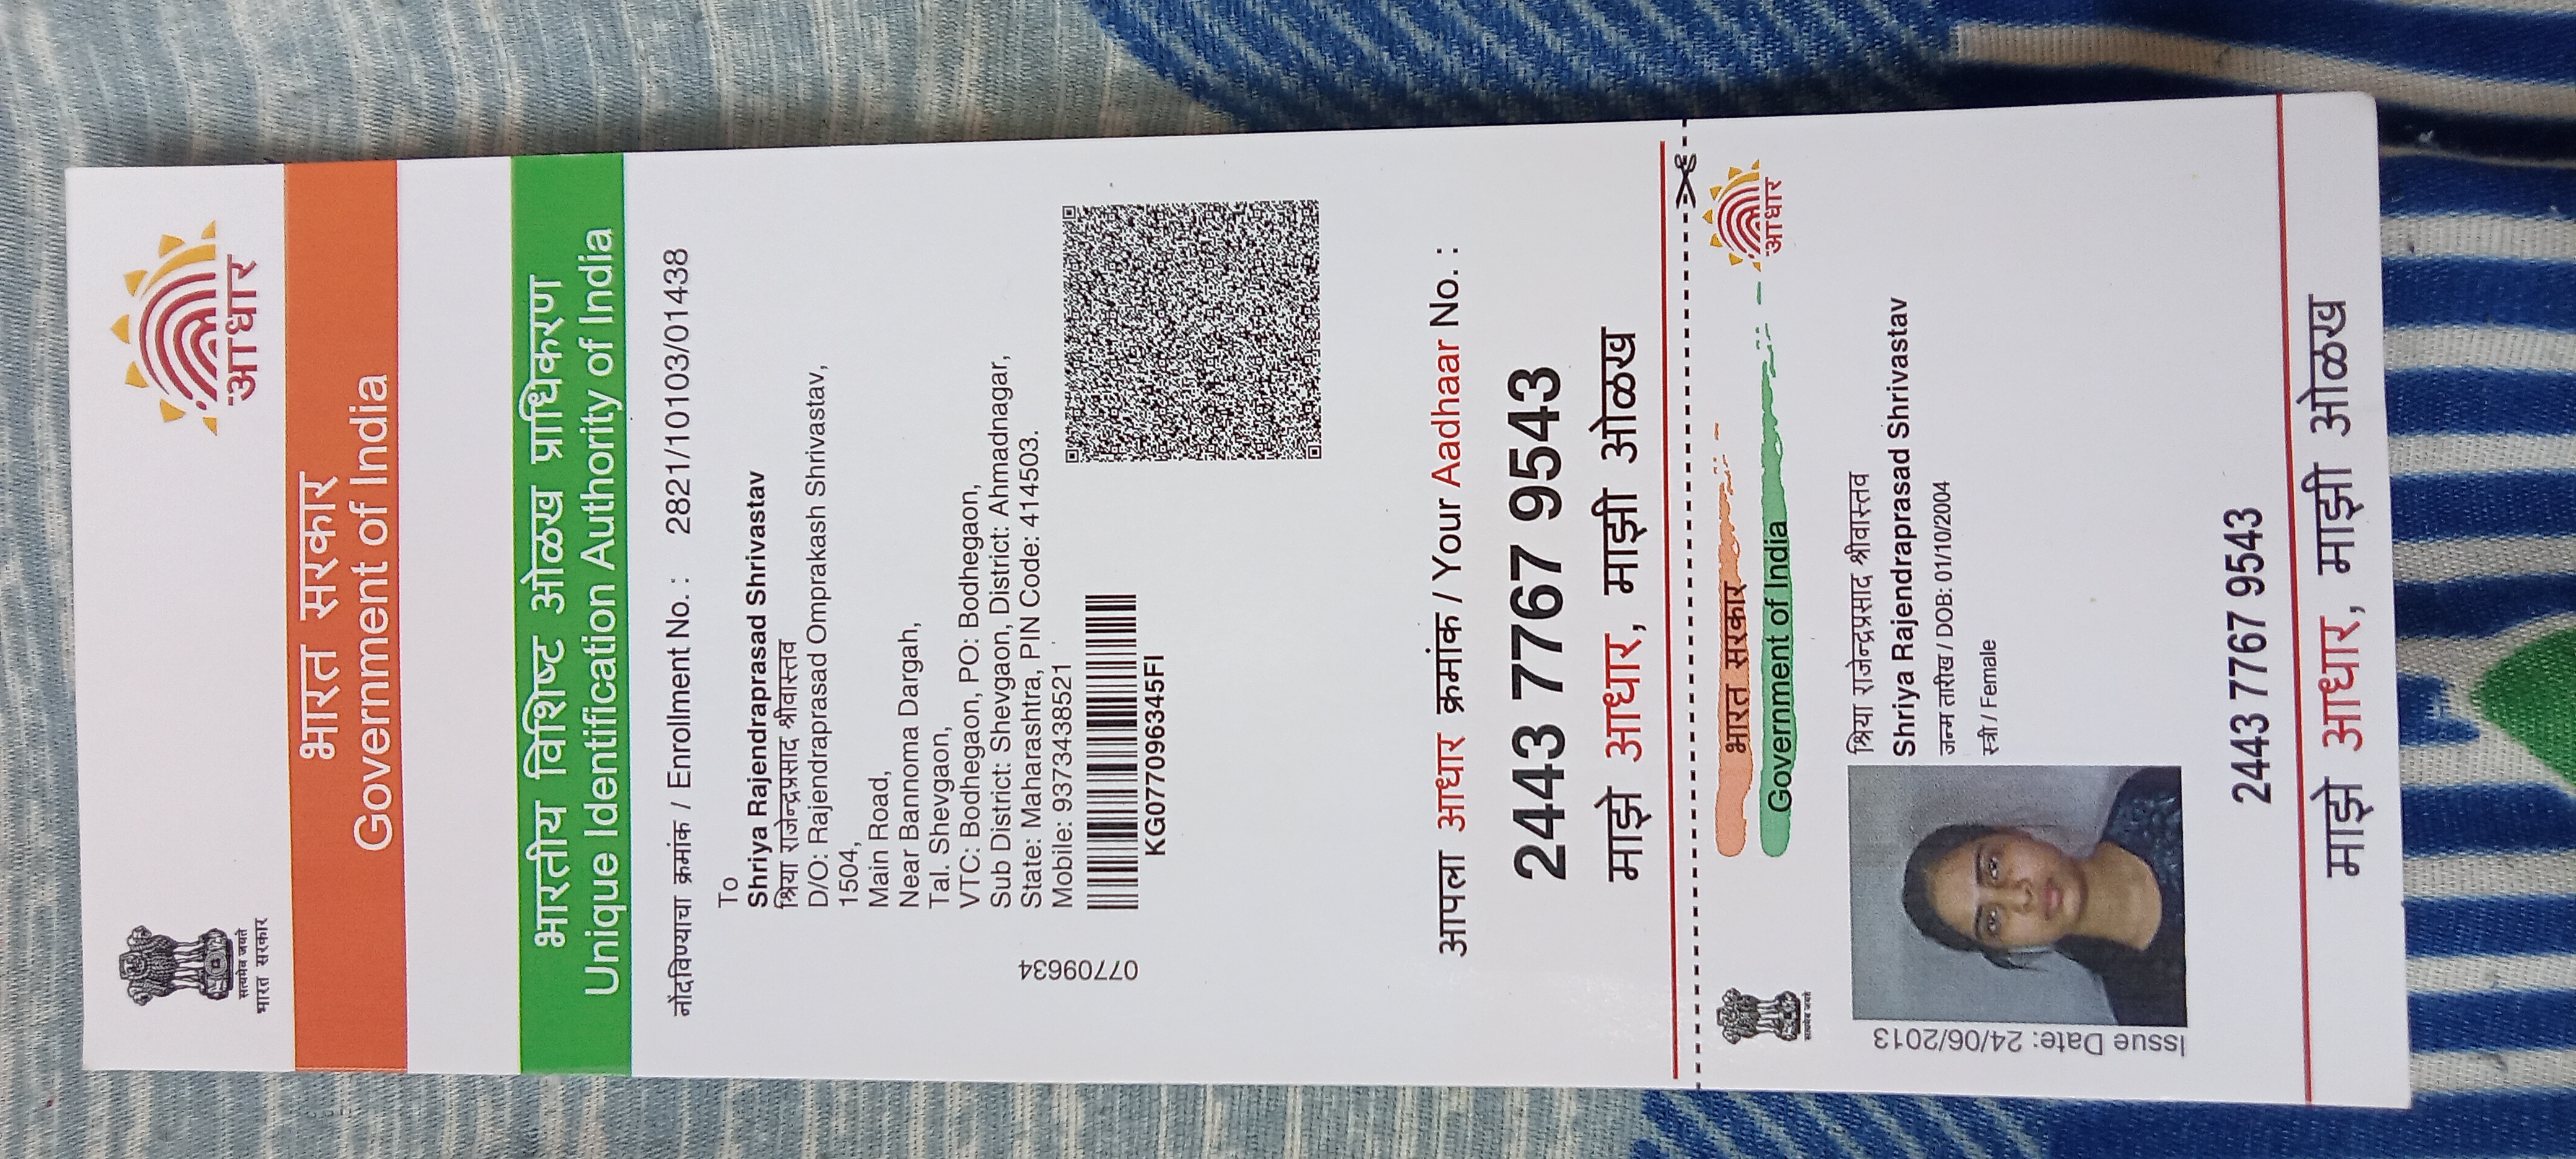 आधार
सत्यमेव जयते
भारत सरकार
भारत सरकार
Government of India
भारतीय विशिष्ट ओळख प्राधिकरण
Unique Identification Authority of India
नोंदविण्याचा क्रमांक / Enrollment No. : 2821/10103/01438
To
Shriya Rajendraprasad Shrivastav
श्रिया राजेन्द्रप्रसाद श्रीवास्तव
D/O: Rajendraprasad Omprakash Shrivastav,
1504,
Main Road,
Near Bannoma Dargah,
Tal. Shevgaon,
VTC: Bodhegaon, PO: Bodhegaon,
Sub District: Shevgaon, District: Ahmadnagar,
State: Maharashtra, PIN Code: 414503.
Mobile: 9373438521
07709634
KG077096345FI
आपला आधार क्रमांक / Your Aadhaar No. :
2443 7767 9543
माझे आधार, माझी ओळख
सत्यमेव जयते
भारत सरकार
Government of India
आधार
Issue Date: 24/06/2013
श्रिया राजेन्द्रप्रसाद श्रीवास्तव
Shriya Rajendraprasad Shrivastav
जन्म तारीख / DOB: 01/10/2004
स्त्री / Female
2443 7767 9543
माझे आधार, माझी ओळख